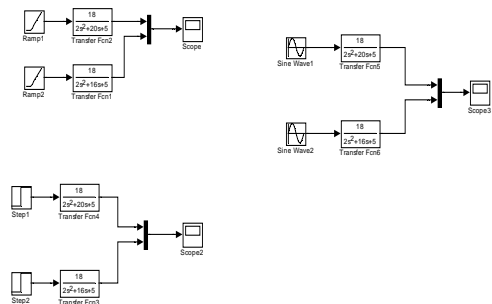 18
2s²+20s+5
Ramp1
Transfer Fcn2
Scope
18
2s²+16s+5
Ramp2
Transfer Fcn1
18
2s²+20s+5
Sine Wave1
Transfer Fcn5
Scope3
18
2s²+16s+5
Sine Wave2
Transfer Fcn6
18
2s²+20s+5
Step1
Transfer Fcn4
Scope2
18
2s²+16s+5
Step2
Transfer Fcn3